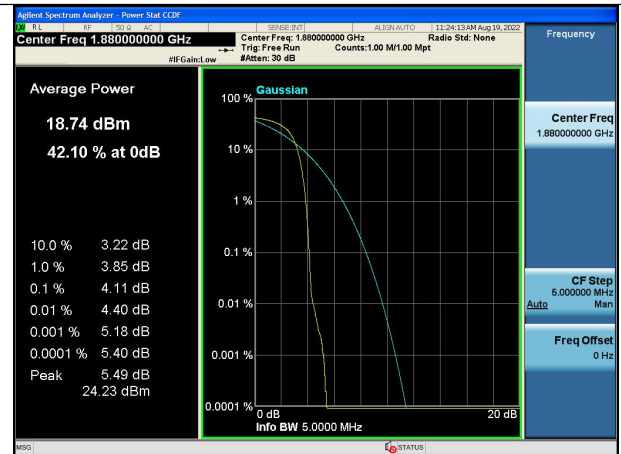 Agilent Spectrum Analyzer - Power Stat CCDF
RL RF 50 Ω AC SENSE:INT ALIGN AUTO 11:24:13 AM Aug 19, 2022
Center Freq 1.880000000 GHz
Center Freq: 1.880000000 GHz Radio Std: None
Trig: Free Run Counts:1.00 M/1.00 Mpt
#IFGain:Low #Atten: 30 dB
Frequency
Average Power
18.74 dBm
42.10 % at 0dB
10.0 % 3.22 dB
1.0 % 3.85 dB
0.1 % 4.11 dB
0.01 % 4.40 dB
0.001 % 5.18 dB
0.0001 % 5.40 dB
Peak 5.49 dB
24.23 dBm
Gaussian
100 %
10 %
1 %
0.1 %
0.01 %
0.001 %
0.0001 %
0 dB 20 dB
Info BW 5.0000 MHz
Center Freq
1.880000000 GHz
CF Step
5.000000 MHz
Auto Man
Freq Offset
0 Hz
MSG STATUS